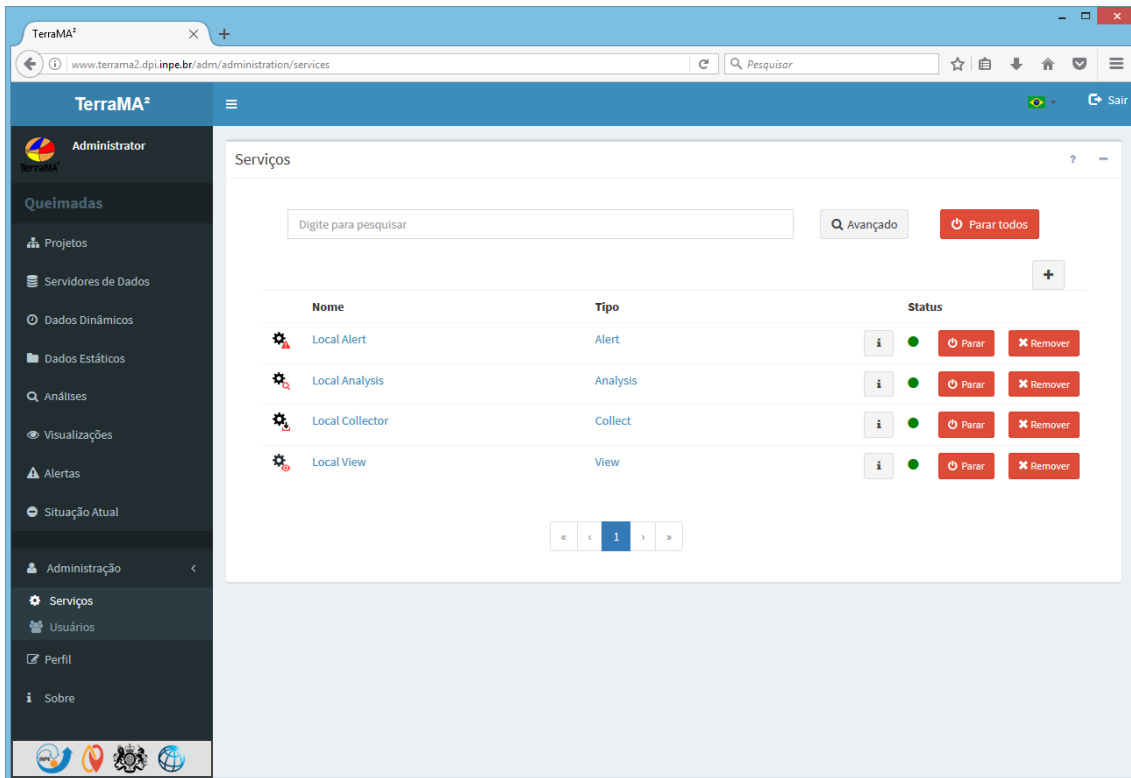 TerraMA²
www.terrama2.dpi.inpe.br/adm/administration/services
Pesquisar
TerraMA²
Sair
TerraMA²
Administrator
Queimadas
Projetos
Servidores de Dados
Dados Dinâmicos
Dados Estáticos
Análises
Visualizações
Alertas
Situação Atual
Administração
Serviços
Usuários
Perfil
Sobre
INPE
Serviços
?
Digite para pesquisar
Avançado
Parar todos
+
Nome Tipo Status
Local Alert Alert i Parar Remover
Local Analysis Analysis i Parar Remover
Local Collector Collect i Parar Remover
Local View View i Parar Remover
« ‹ 1 › »